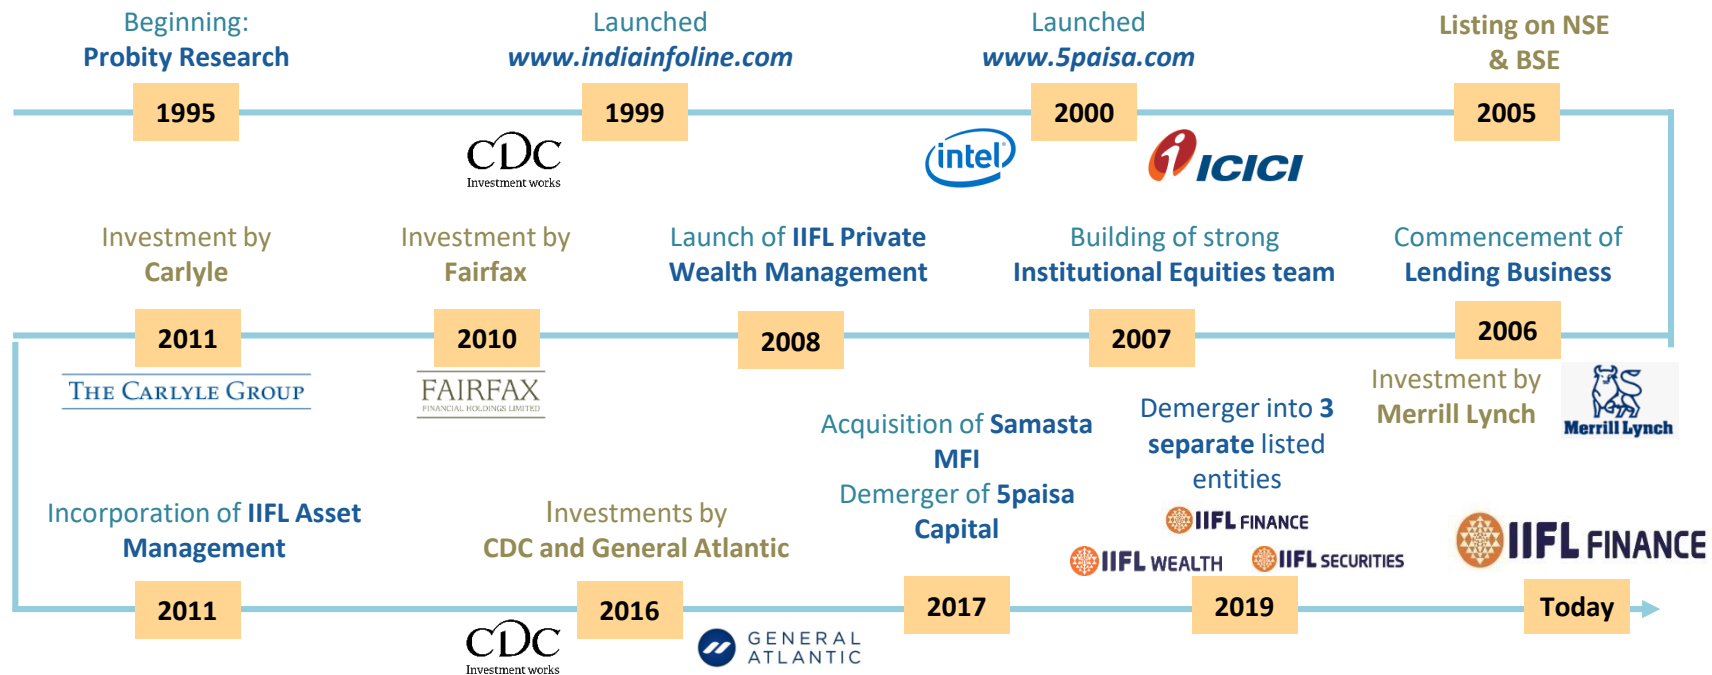 Beginning:
Probity Research
1995
Launched
www.indiainfoline.com
1999
CDC
Investment works
Launched
www.5paisa.com
2000
intel
ICICI
Listing on NSE
& BSE
2005
Commencement of
Lending Business
2006
Investment by
Merrill Lynch
Merrill Lynch
Building of strong
Institutional Equities team
2007
Launch of IIFL Private
Wealth Management
2008
Investment by
Fairfax
2010
FAIRFAX
FINANCIAL HOLDINGS LIMITED
Investment by
Carlyle
2011
THE CARLYLE GROUP
Incorporation of IIFL Asset
Management
2011
Investments by
CDC and General Atlantic
2016
CDC
Investment works
GENERAL
ATLANTIC
Acquisition of Samasta
MFI
Demerger of 5paisa
Capital
2017
Demerger into 3
separate listed
entities
IIFL FINANCE
IIFL WEALTH
IIFL SECURITIES
2019
IIFL FINANCE
Today